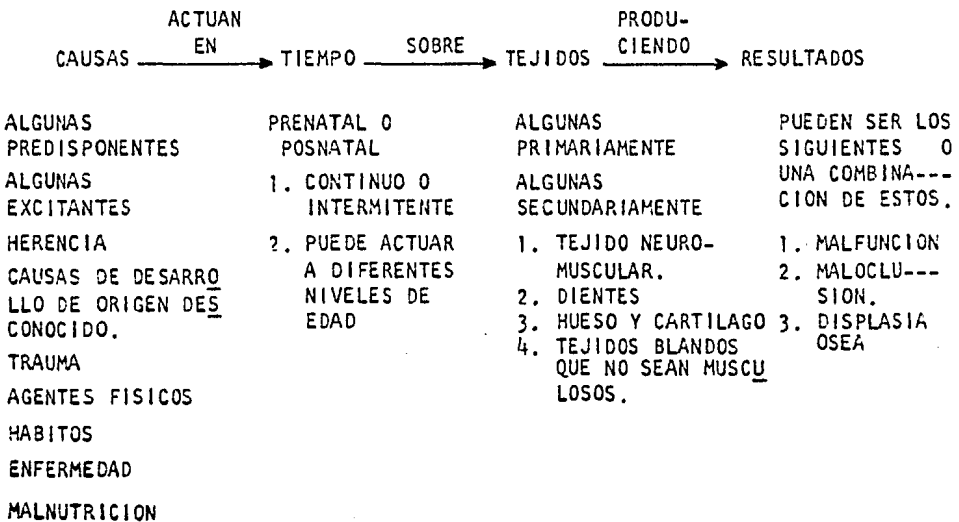 CAUSAS ACTUAN EN TIEMPO SOBRE TEJIDOS PRODU- CIENDO RESULTADOS
ALGUNAS
PREDISPONENTES
ALGUNAS
EXCITANTES
HERENCIA
CAUSAS DE DESARRO
LLO DE ORIGEN DES
CONOCIDO.
TRAUMA
AGENTES FISICOS
HABITOS
ENFERMEDAD
MALNUTRICION
PRENATAL O
POSNATAL
1. CONTINUO O
INTERMITENTE
2. PUEDE ACTUAR
A DIFERENTES
NIVELES DE
EDAD
ALGUNAS
PRIMARIAMENTE
ALGUNAS
SECUNDARIAMENTE
1. TEJIDO NEURO-
MUSCULAR.
2. DIENTES
3. HUESO Y CARTILAGO
4. TEJIDOS BLANDOS
QUE NO SEAN MUSCU
LOSOS.
PUEDEN SER LOS
SIGUIENTES O
UNA COMBINA---
CION DE ESTOS.
1. MALFUNCION
2. MALOCLU---
SION.
3. DISPLASIA
OSEA